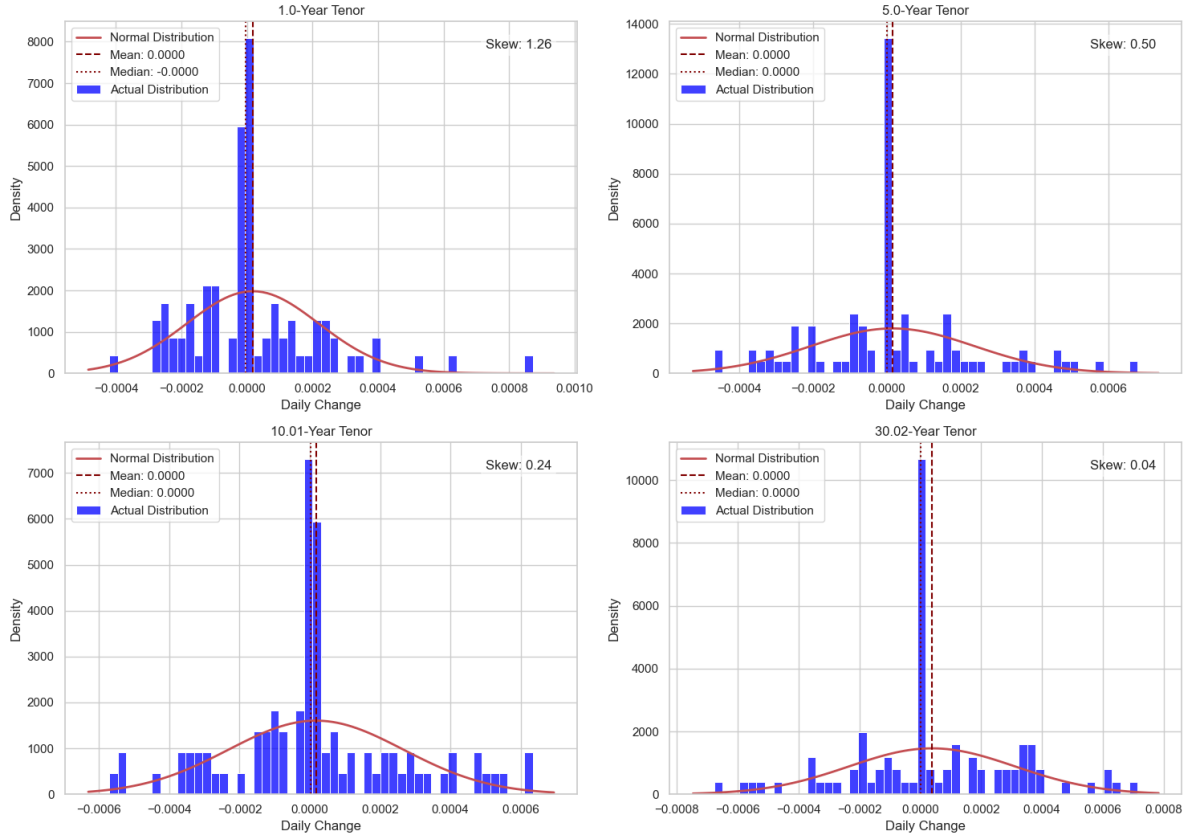 1.0-Year Tenor
Normal Distribution
Mean: 0.0000
Median: -0.0000
Actual Distribution
Skew: 1.26
8000
7000
6000
5000
4000
3000
2000
1000
0
Density
−0.0004 −0.0002 0.0000 0.0002 0.0004 0.0006 0.0008 0.0010
Daily Change
5.0-Year Tenor
Normal Distribution
Mean: 0.0000
Median: 0.0000
Actual Distribution
Skew: 0.50
14000
12000
10000
8000
6000
4000
2000
0
Density
−0.0004 −0.0002 0.0000 0.0002 0.0004 0.0006
Daily Change
10.01-Year Tenor
Normal Distribution
Mean: 0.0000
Median: 0.0000
Actual Distribution
Skew: 0.24
7000
6000
5000
4000
3000
2000
1000
0
Density
−0.0006 −0.0004 −0.0002 0.0000 0.0002 0.0004 0.0006
Daily Change
30.02-Year Tenor
Normal Distribution
Mean: 0.0000
Median: 0.0000
Actual Distribution
Skew: 0.04
10000
8000
6000
4000
2000
0
Density
−0.0008 −0.0006 −0.0004 −0.0002 0.0000 0.0002 0.0004 0.0006 0.0008
Daily Change